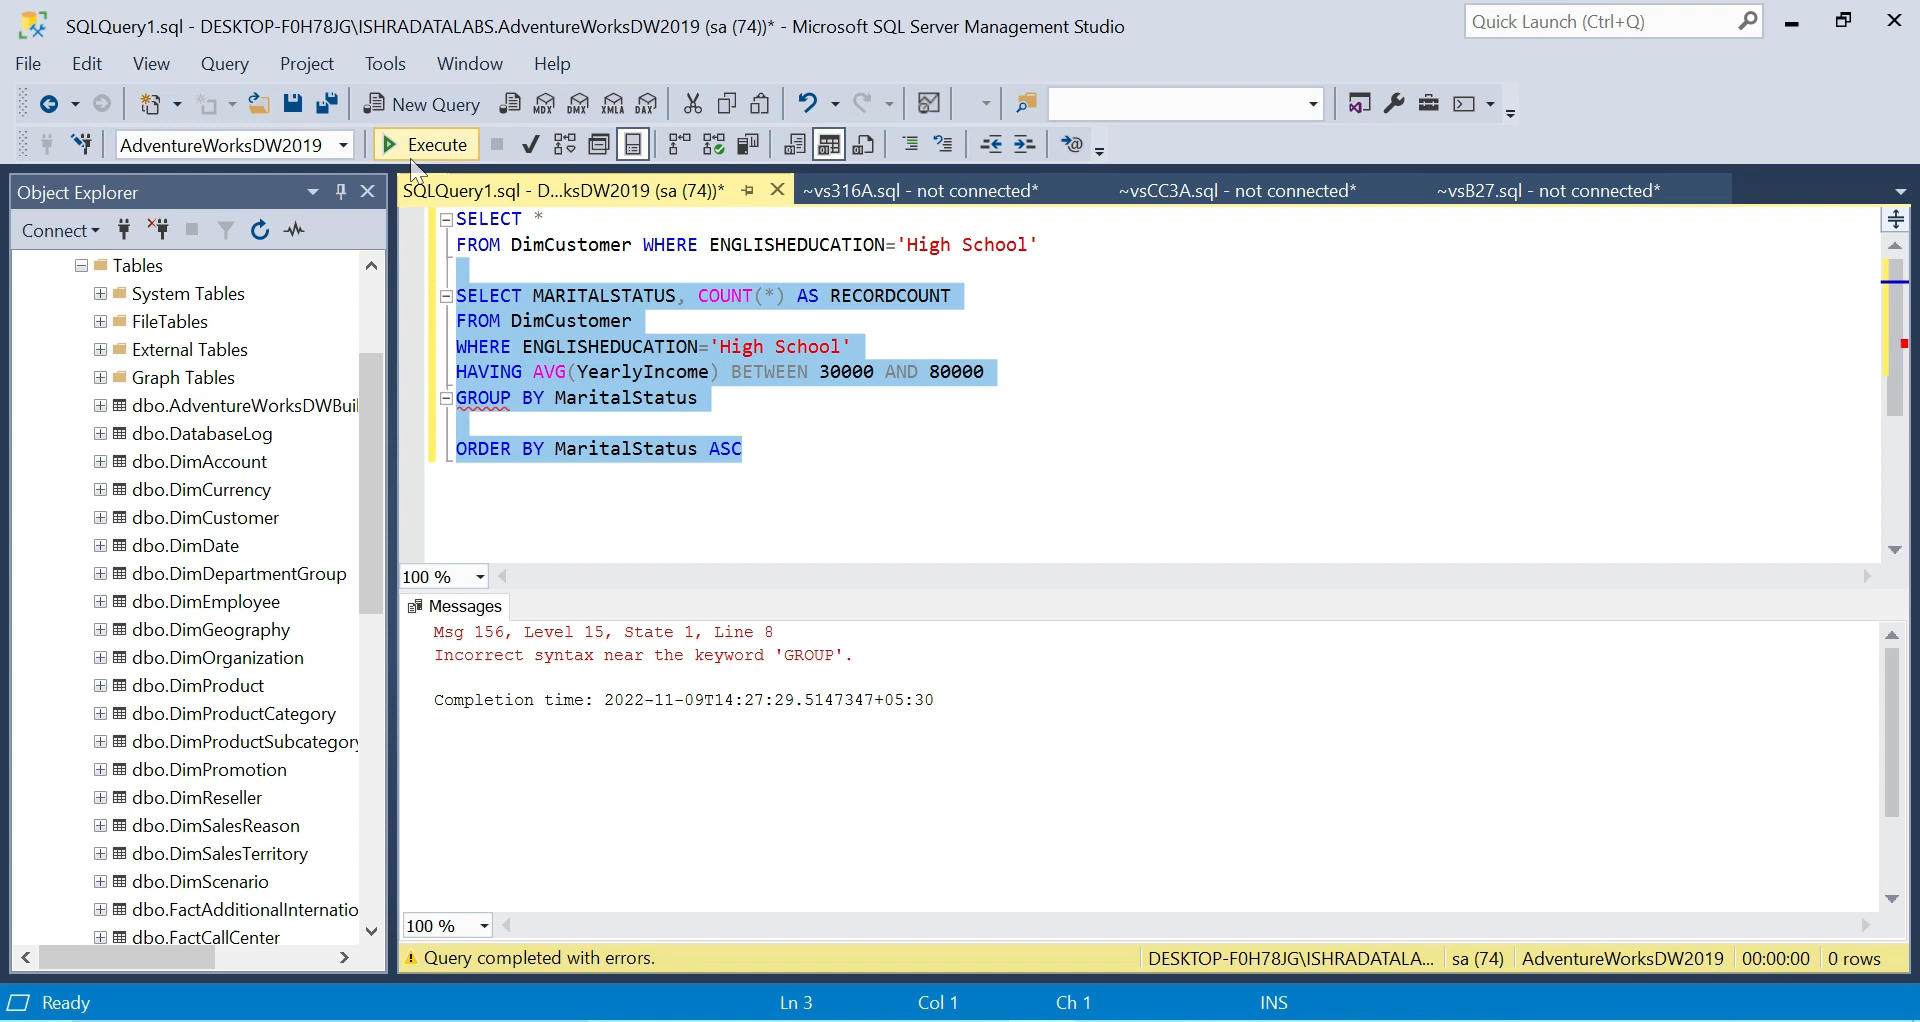 SQLQuery1.sql - DESKTOP-F0H78JG\ISHRADATALABS.AdventureWorksDW2019 (sa (74))* - Microsoft SQL Server Management Studio
Quick Launch (Ctrl+Q)
File Edit View Query Project Tools Window Help
New Query MDX DMX XMLA DAX
AdventureWorksDW2019 Execute
Object Explorer
SQLQuery1.sql - D...ksDW2019 (sa (74))* ~vs316A.sql - not connected* ~vsCC3A.sql - not connected* ~vsB27.sql - not connected*
Connect
Tables
System Tables
FileTables
External Tables
Graph Tables
dbo.AdventureWorksDWBuil
dbo.DatabaseLog
dbo.DimAccount
dbo.DimCurrency
dbo.DimCustomer
dbo.DimDate
dbo.DimDepartmentGroup
dbo.DimEmployee
dbo.DimGeography
dbo.DimOrganization
dbo.DimProduct
dbo.DimProductCategory
dbo.DimProductSubcategory
dbo.DimPromotion
dbo.DimReseller
dbo.DimSalesReason
dbo.DimSalesTerritory
dbo.DimScenario
dbo.FactAdditionalInternatio
dbo.FactCallCenter
SELECT *
FROM DimCustomer WHERE ENGLISHEDUCATION='High School'
SELECT MARITALSTATUS, COUNT(*) AS RECORDCOUNT
FROM DimCustomer
WHERE ENGLISHEDUCATION='High School'
HAVING AVG(YearlyIncome) BETWEEN 30000 AND 80000
GROUP BY MaritalStatus
ORDER BY MaritalStatus ASC
100 %
Messages
Msg 156, Level 15, State 1, Line 8
Incorrect syntax near the keyword 'GROUP'.
Completion time: 2022-11-09T14:27:29.5147347+05:30
100 %
Query completed with errors. DESKTOP-F0H78JG\ISHRADATALA... sa (74) AdventureWorksDW2019 00:00:00 0 rows
Ready Ln 3 Col 1 Ch 1 INS